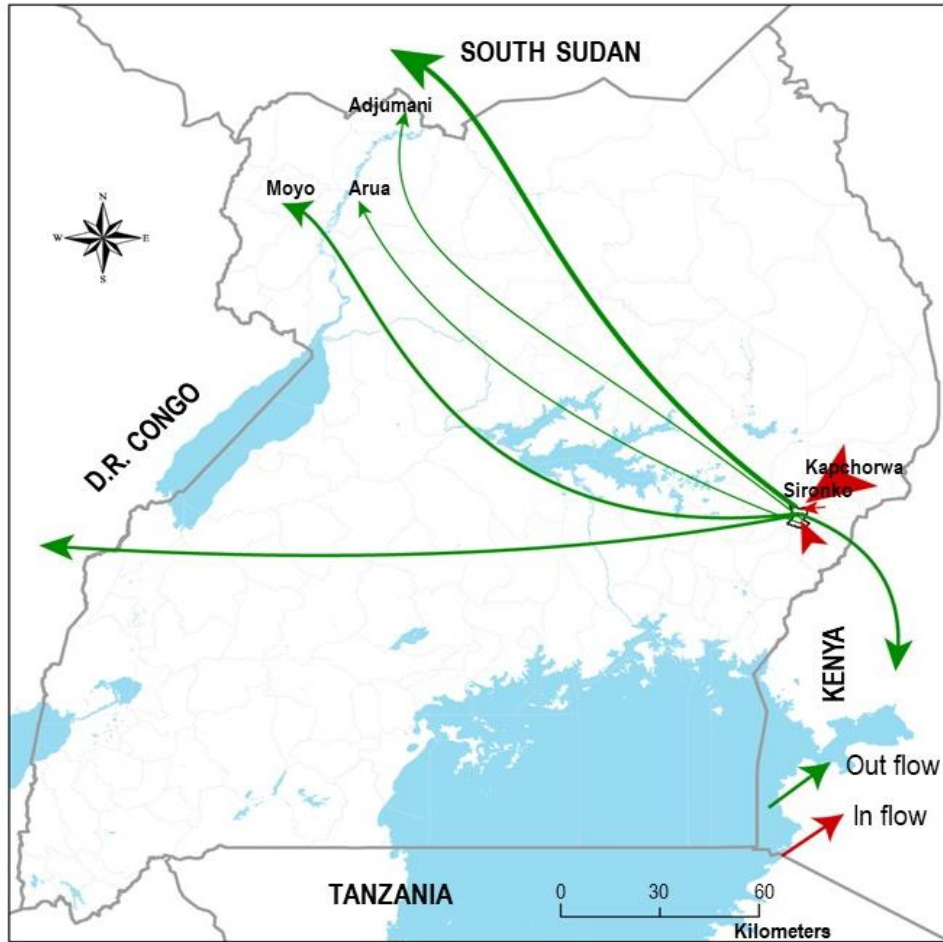 SOUTH SUDAN
Adjumani
Moyo
Arua
N
W
E
S
D.R. CONGO
Kapchorwa
Sironko
KENYA
Out flow
In flow
TANZANIA
0 30 60
Kilometers